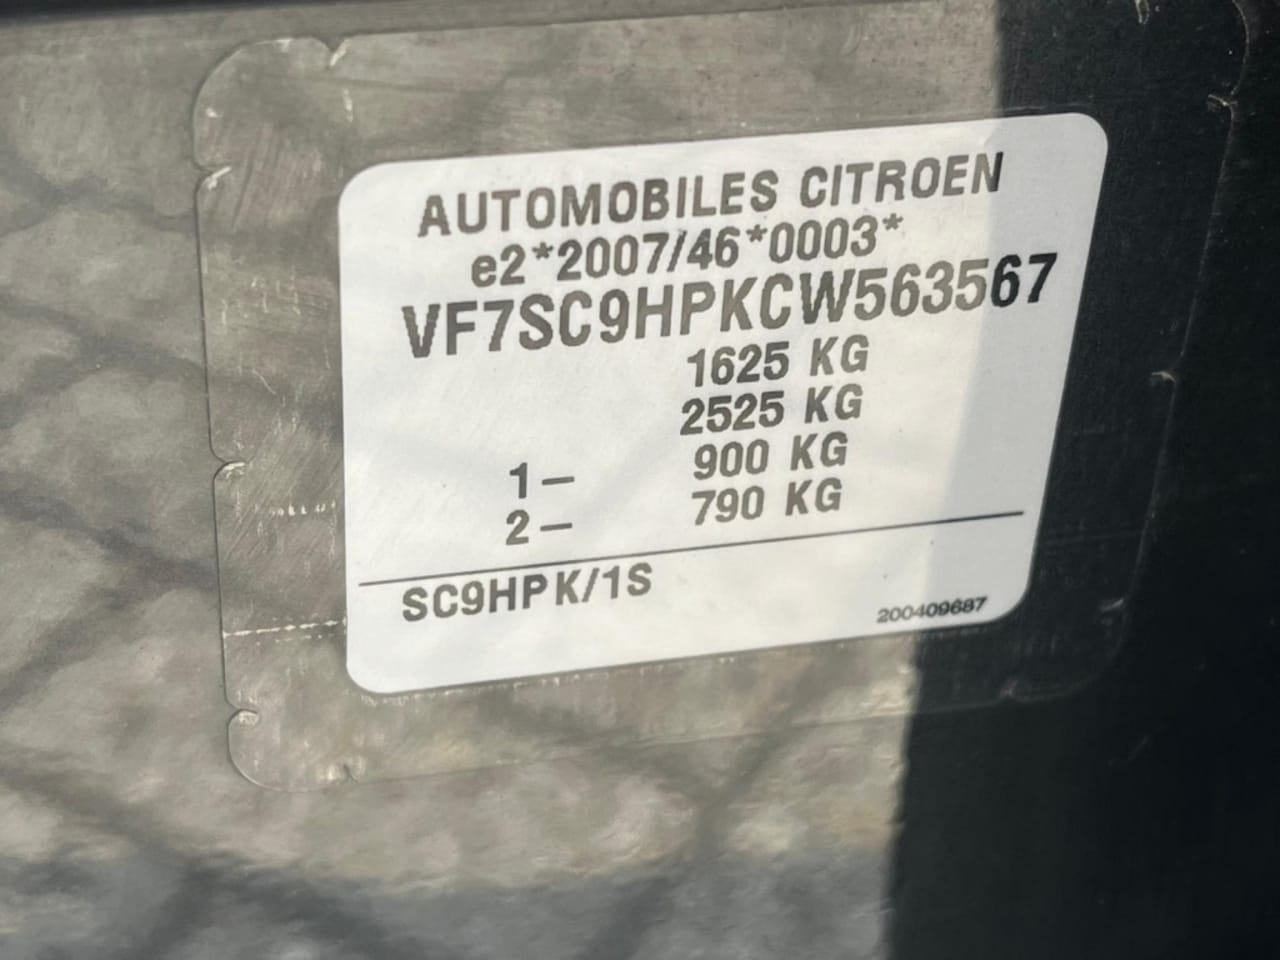 AUTOMOBILES CITROEN
e2*2007/46*0003*
VF7SC9HPKCW563567
1625 KG
2525 KG
1- 900 KG
2- 790 KG
SC9HPK/1S
200409687